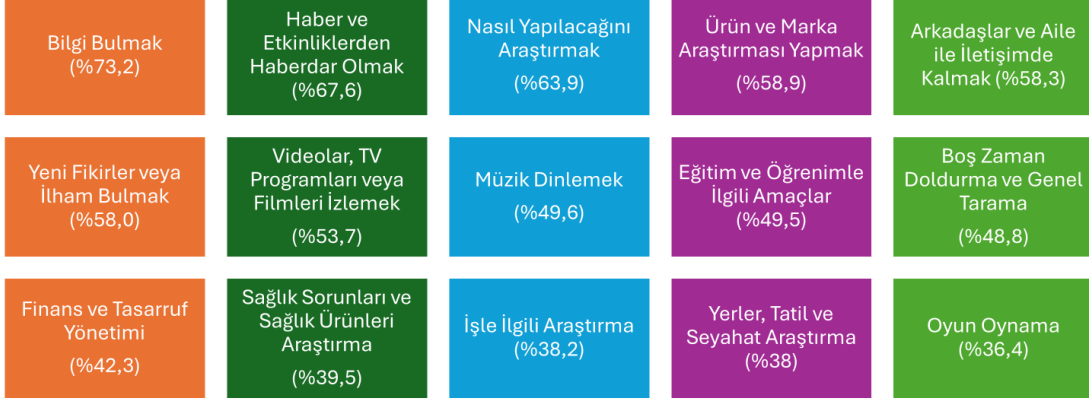 Bilgi Bulmak
(%73,2)
Haber ve
Etkinliklerden
Haberdar Olmak
(%67,6)
Nasıl Yapılacağını
Araştırmak
(%63,9)
Ürün ve Marka
Araştırması Yapmak
(%58,9)
Arkadaşlar ve Aile
ile İletişimde
Kalmak (%58,3)
Yeni Fikirler veya
İlham Bulmak
(%58,0)
Videolar, TV
Programları veya
Filmleri İzlemek
(%53,7)
Müzik Dinlemek
(%49,6)
Eğitim ve Öğrenimle
İlgili Amaçlar
(%49,5)
Boş Zaman
Doldurma ve Genel
Tarama
(%48,8)
Finans ve Tasarruf
Yönetimi
(%42,3)
Sağlık Sorunları ve
Sağlık Ürünleri
Araştırma
(%39,5)
İşle İlgili Araştırma
(%38,2)
Yerler, Tatil ve
Seyahat Araştırma
(%38)
Oyun Oynama
(%36,4)